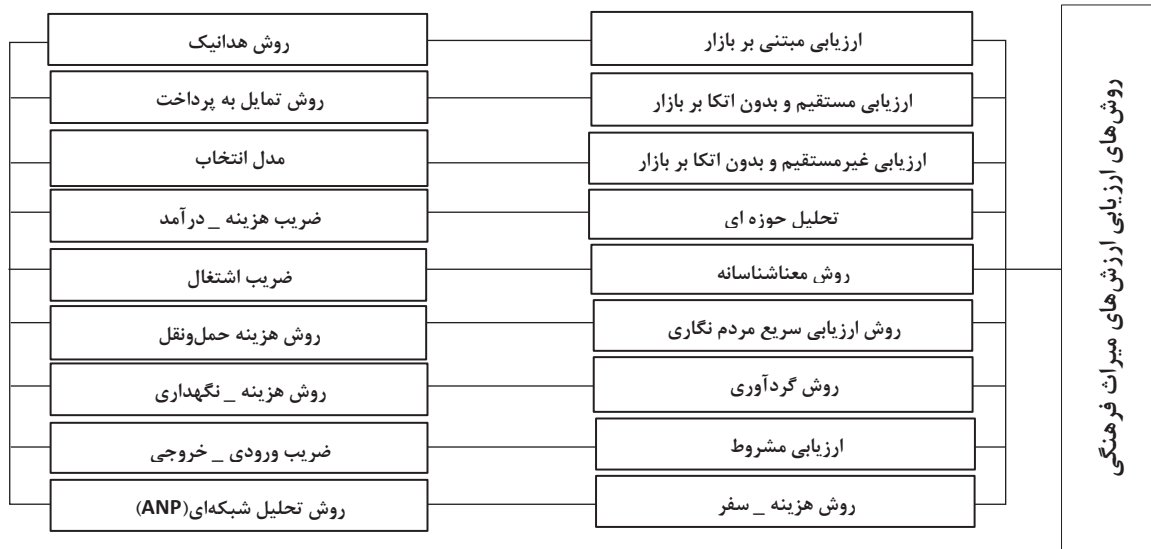 روش‌های ارزیابی ارزش‌های میراث فرهنگی
ارزیابی مبتنی بر بازار
روش هدانیک
ارزیابی مستقیم و بدون اتکا بر بازار
روش تمایل به پرداخت
ارزیابی غیرمستقیم و بدون اتکا بر بازار
مدل انتخاب
تحلیل حوزه ای
ضریب هزینه _ درآمد
روش معناشناسانه
ضریب اشتغال
روش ارزیابی سریع مردم نگاری
روش هزینه حمل‌ونقل
روش گردآوری
روش هزینه _ نگهداری
ارزیابی مشروط
ضریب ورودی _ خروجی
روش هزینه _ سفر
روش تحلیل شبکه‌ای(ANP)